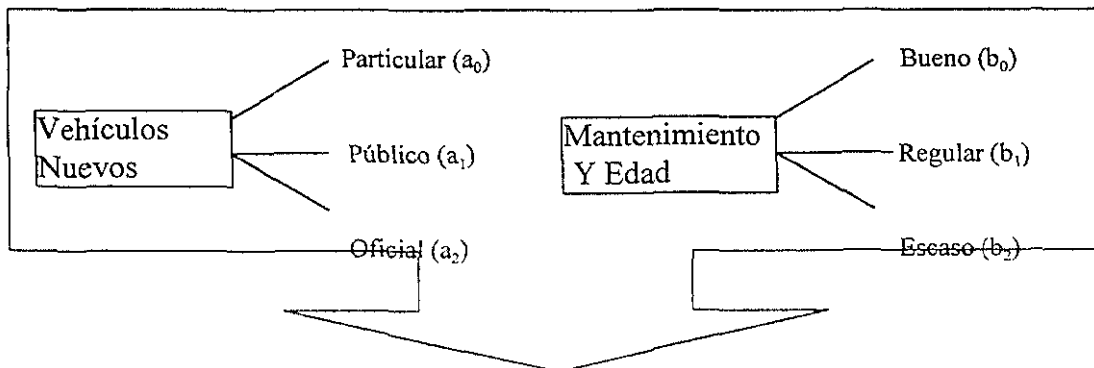 Particular (a₀)
Bueno (b₀)
Vehículos
Nuevos
Público (a₁)
Mantenimiento
Y Edad
Regular (b₁)
Oficial (a₂)
Escaso (b₂)